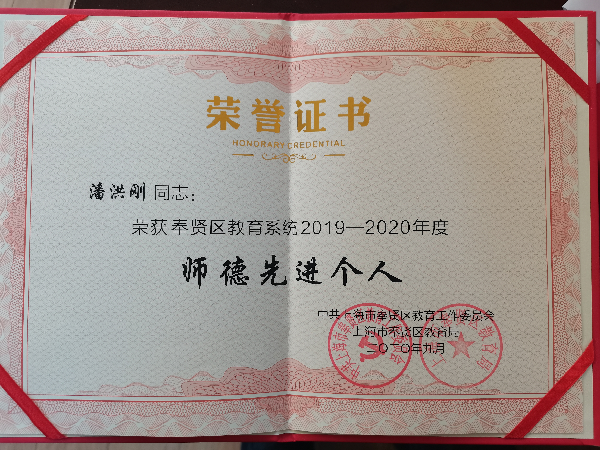 荣誉证书
HONORARY CREDENTIAL
潘洪刚 同志：
荣获奉贤区教育系统2019—2020年度
师德先进个人
中共上海市奉贤区教育工作委员会
上海市奉贤区教育局
二〇二〇年九月